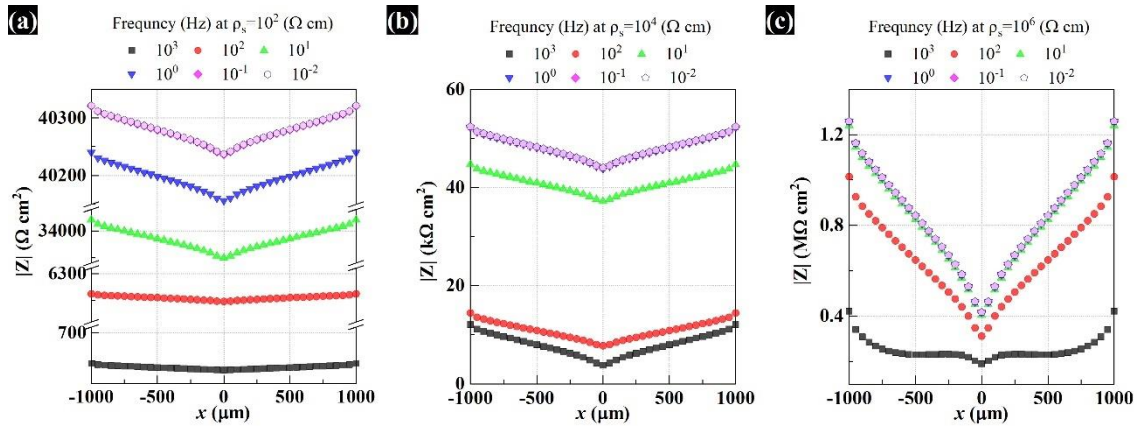 (a)
Frequncy (Hz) at ρs=10² (Ω cm)
10³ 10² 10¹
10⁰ 10⁻¹ 10⁻²
40300
40200
34000
6300
700
|Z| (Ω cm²)
-1000 -500 0 500 1000
x (μm)
(b)
Frequncy (Hz) at ρs=10⁴ (Ω cm)
10³ 10² 10¹
10⁰ 10⁻¹ 10⁻²
60
40
20
0
|Z| (kΩ cm²)
-1000 -500 0 500 1000
x (μm)
(c)
Frequncy (Hz) at ρs=10⁶ (Ω cm)
10³ 10² 10¹
10⁰ 10⁻¹ 10⁻²
1.2
0.8
0.4
|Z| (MΩ cm²)
-1000 -500 0 500 1000
x (μm)